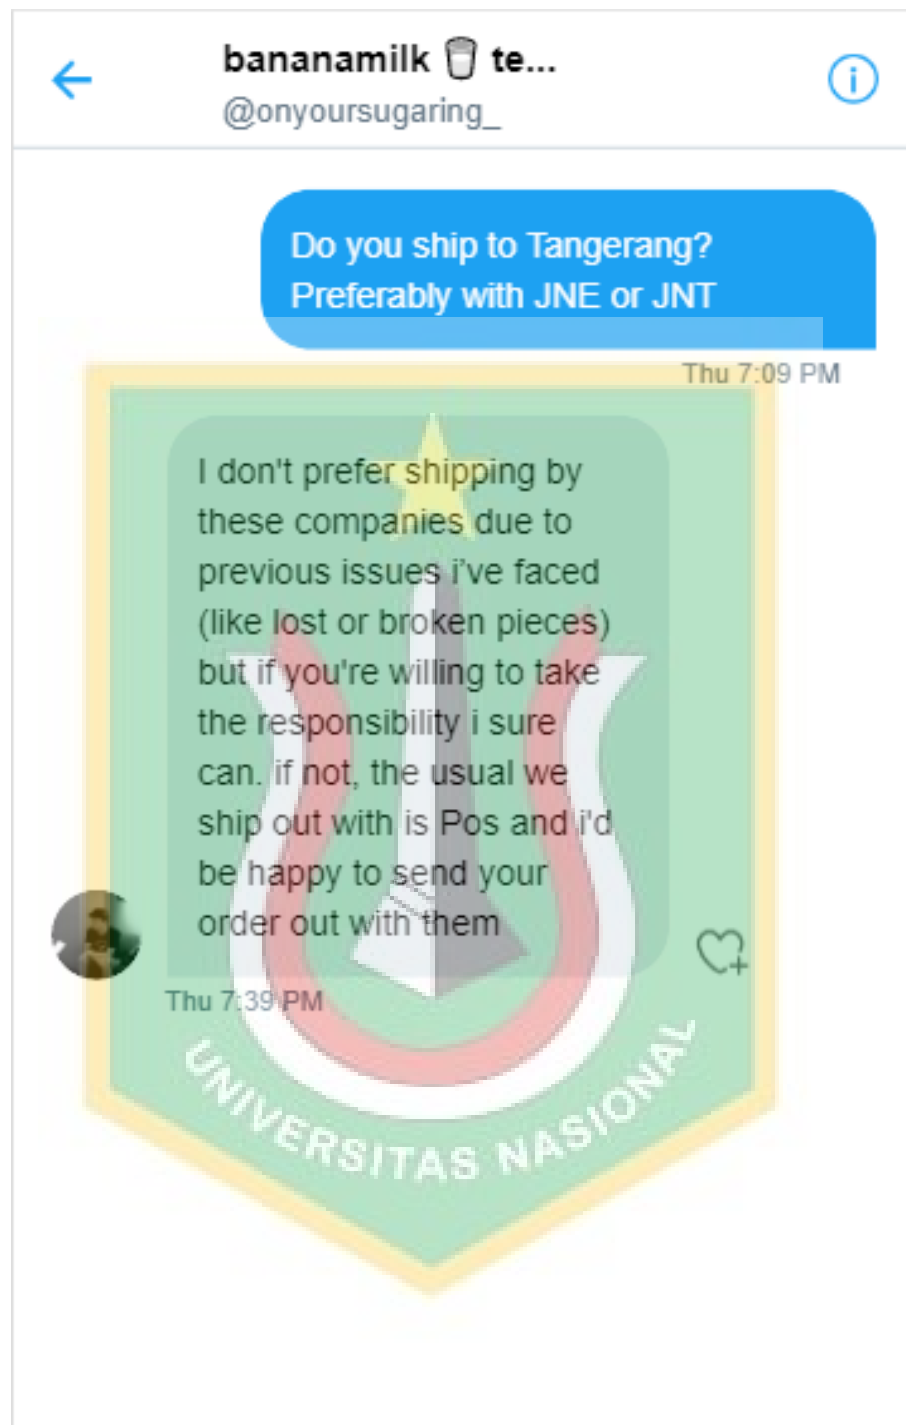 bananamilk 🥛 te...
@onyoursugaring_
Do you ship to Tangerang?
Preferably with JNE or JNT
Thu 7:09 PM
I don't prefer shipping by
these companies due to
previous issues i've faced
(like lost or broken pieces)
but if you're willing to take
the responsibility i sure
can. if not, the usual we
ship out with is Pos and i'd
be happy to send your
order out with them
Thu 7:39 PM
UNIVERSITAS NASIONAL